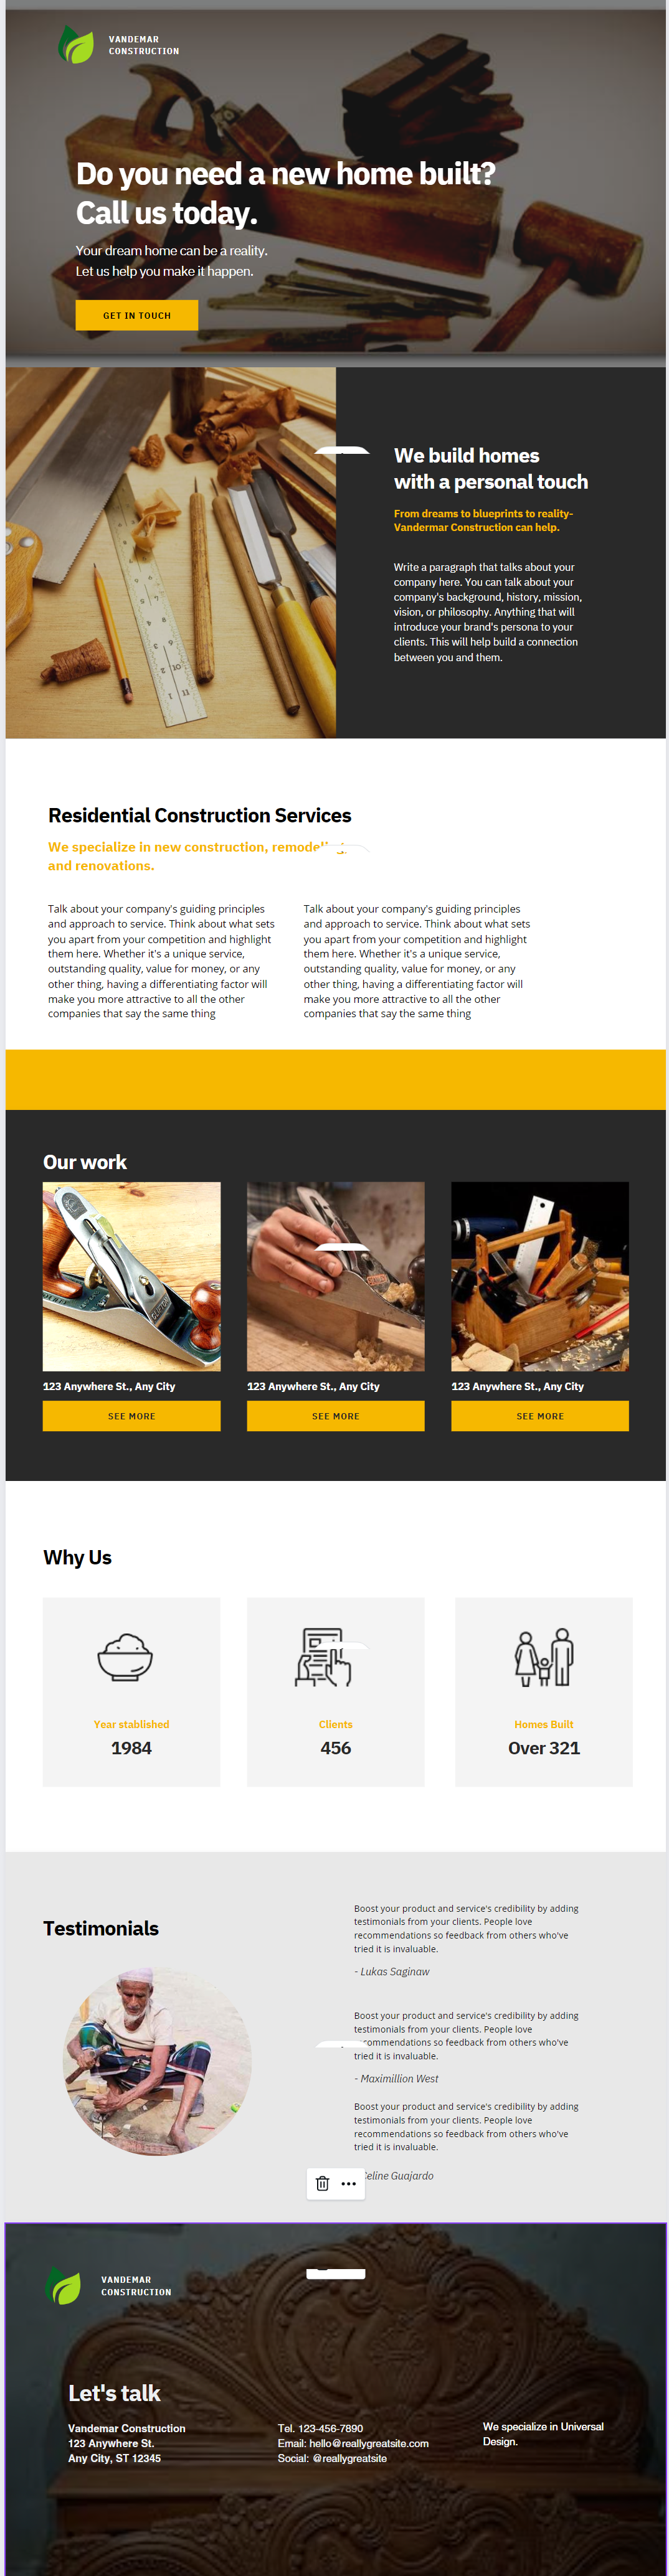 VANDEMAR
CONSTRUCTION
Do you need a new home built?
Call us today.
Your dream home can be a reality.
Let us help you make it happen.
GET IN TOUCH
We build homes
with a personal touch
From dreams to blueprints to reality-
Vandermar Construction can help.
Write a paragraph that talks about your
company here. You can talk about your
company's background, history, mission,
vision, or philosophy. Anything that will
introduce your brand's persona to your
clients. This will help build a connection
between you and them.
Residential Construction Services
We specialize in new construction,
and renovations.
Talk about your company's guiding principles
and approach to service. Think about what sets
you apart from your competition and highlight
them here. Whether it's a unique service,
outstanding quality, value for money, or any
other thing, having a differentiating factor will
make you more attractive to all the other
companies that say the same thing
Talk about your company's guiding principles
and approach to service. Think about what sets
you apart from your competition and highlight
them here. Whether it's a unique service,
outstanding quality, value for money, or any
other thing, having a differentiating factor will
make you more attractive to all the other
companies that say the same thing
Our work
123 Anywhere St., Any City
SEE MORE
123 Anywhere St., Any City
SEE MORE
123 Anywhere St., Any City
SEE MORE
Why Us
Year stablished
1984
Clients
456
Homes Built
Over 321
Testimonials
Boost your product and service's credibility by adding
testimonials from your clients. People love
recommendations so feedback from others who've
tried it is invaluable.
- Lukas Saginaw
Boost your product and service's credibility by adding
testimonials from your clients. People love
so feedback from others who've
tried it is invaluable.
- Maximillion West
Boost your product and service's credibility by adding
testimonials from your clients. People love
recommendations so feedback from others who've
tried it is invaluable.
Guajardo
VANDEMAR
CONSTRUCTION
Let's talk
Vandemar Construction
123 Anywhere St.
Any City, ST 12345
Tel. 123-456-7890
Email: hello@reallygreatsite.com
Social: @reallygreatsite
We specialize in Universal
Design.